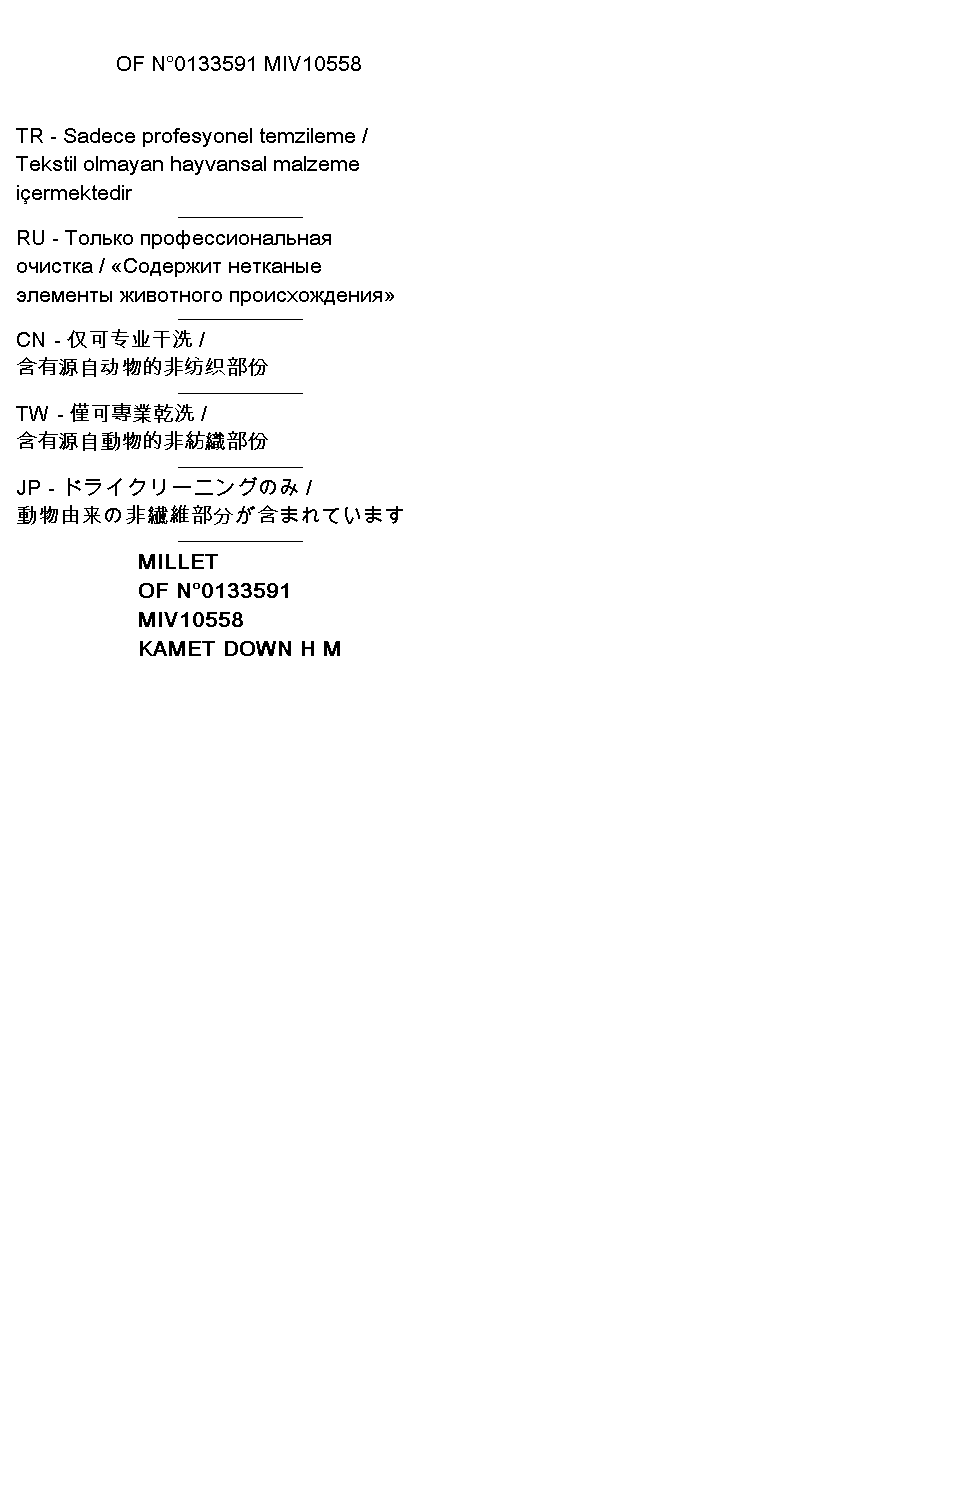 OF N°0133591 MIV10558
TR - Sadece profesyonel temzileme /
Tekstil olmayan hayvansal malzeme
içermektedir
RU - Только профессиональная
очистка / «Содержит нетканые
элементы животного происхождения»
CN - 仅可专业干洗 /
含有源自动物的非纺织部份
TW - 僅可專業乾洗 /
含有源自動物的非紡織部份
JP - ドライクリーニングのみ /
動物由来の非繊維部分が含まれています
MILLET
OF N°0133591
MIV10558
KAMET DOWN H M